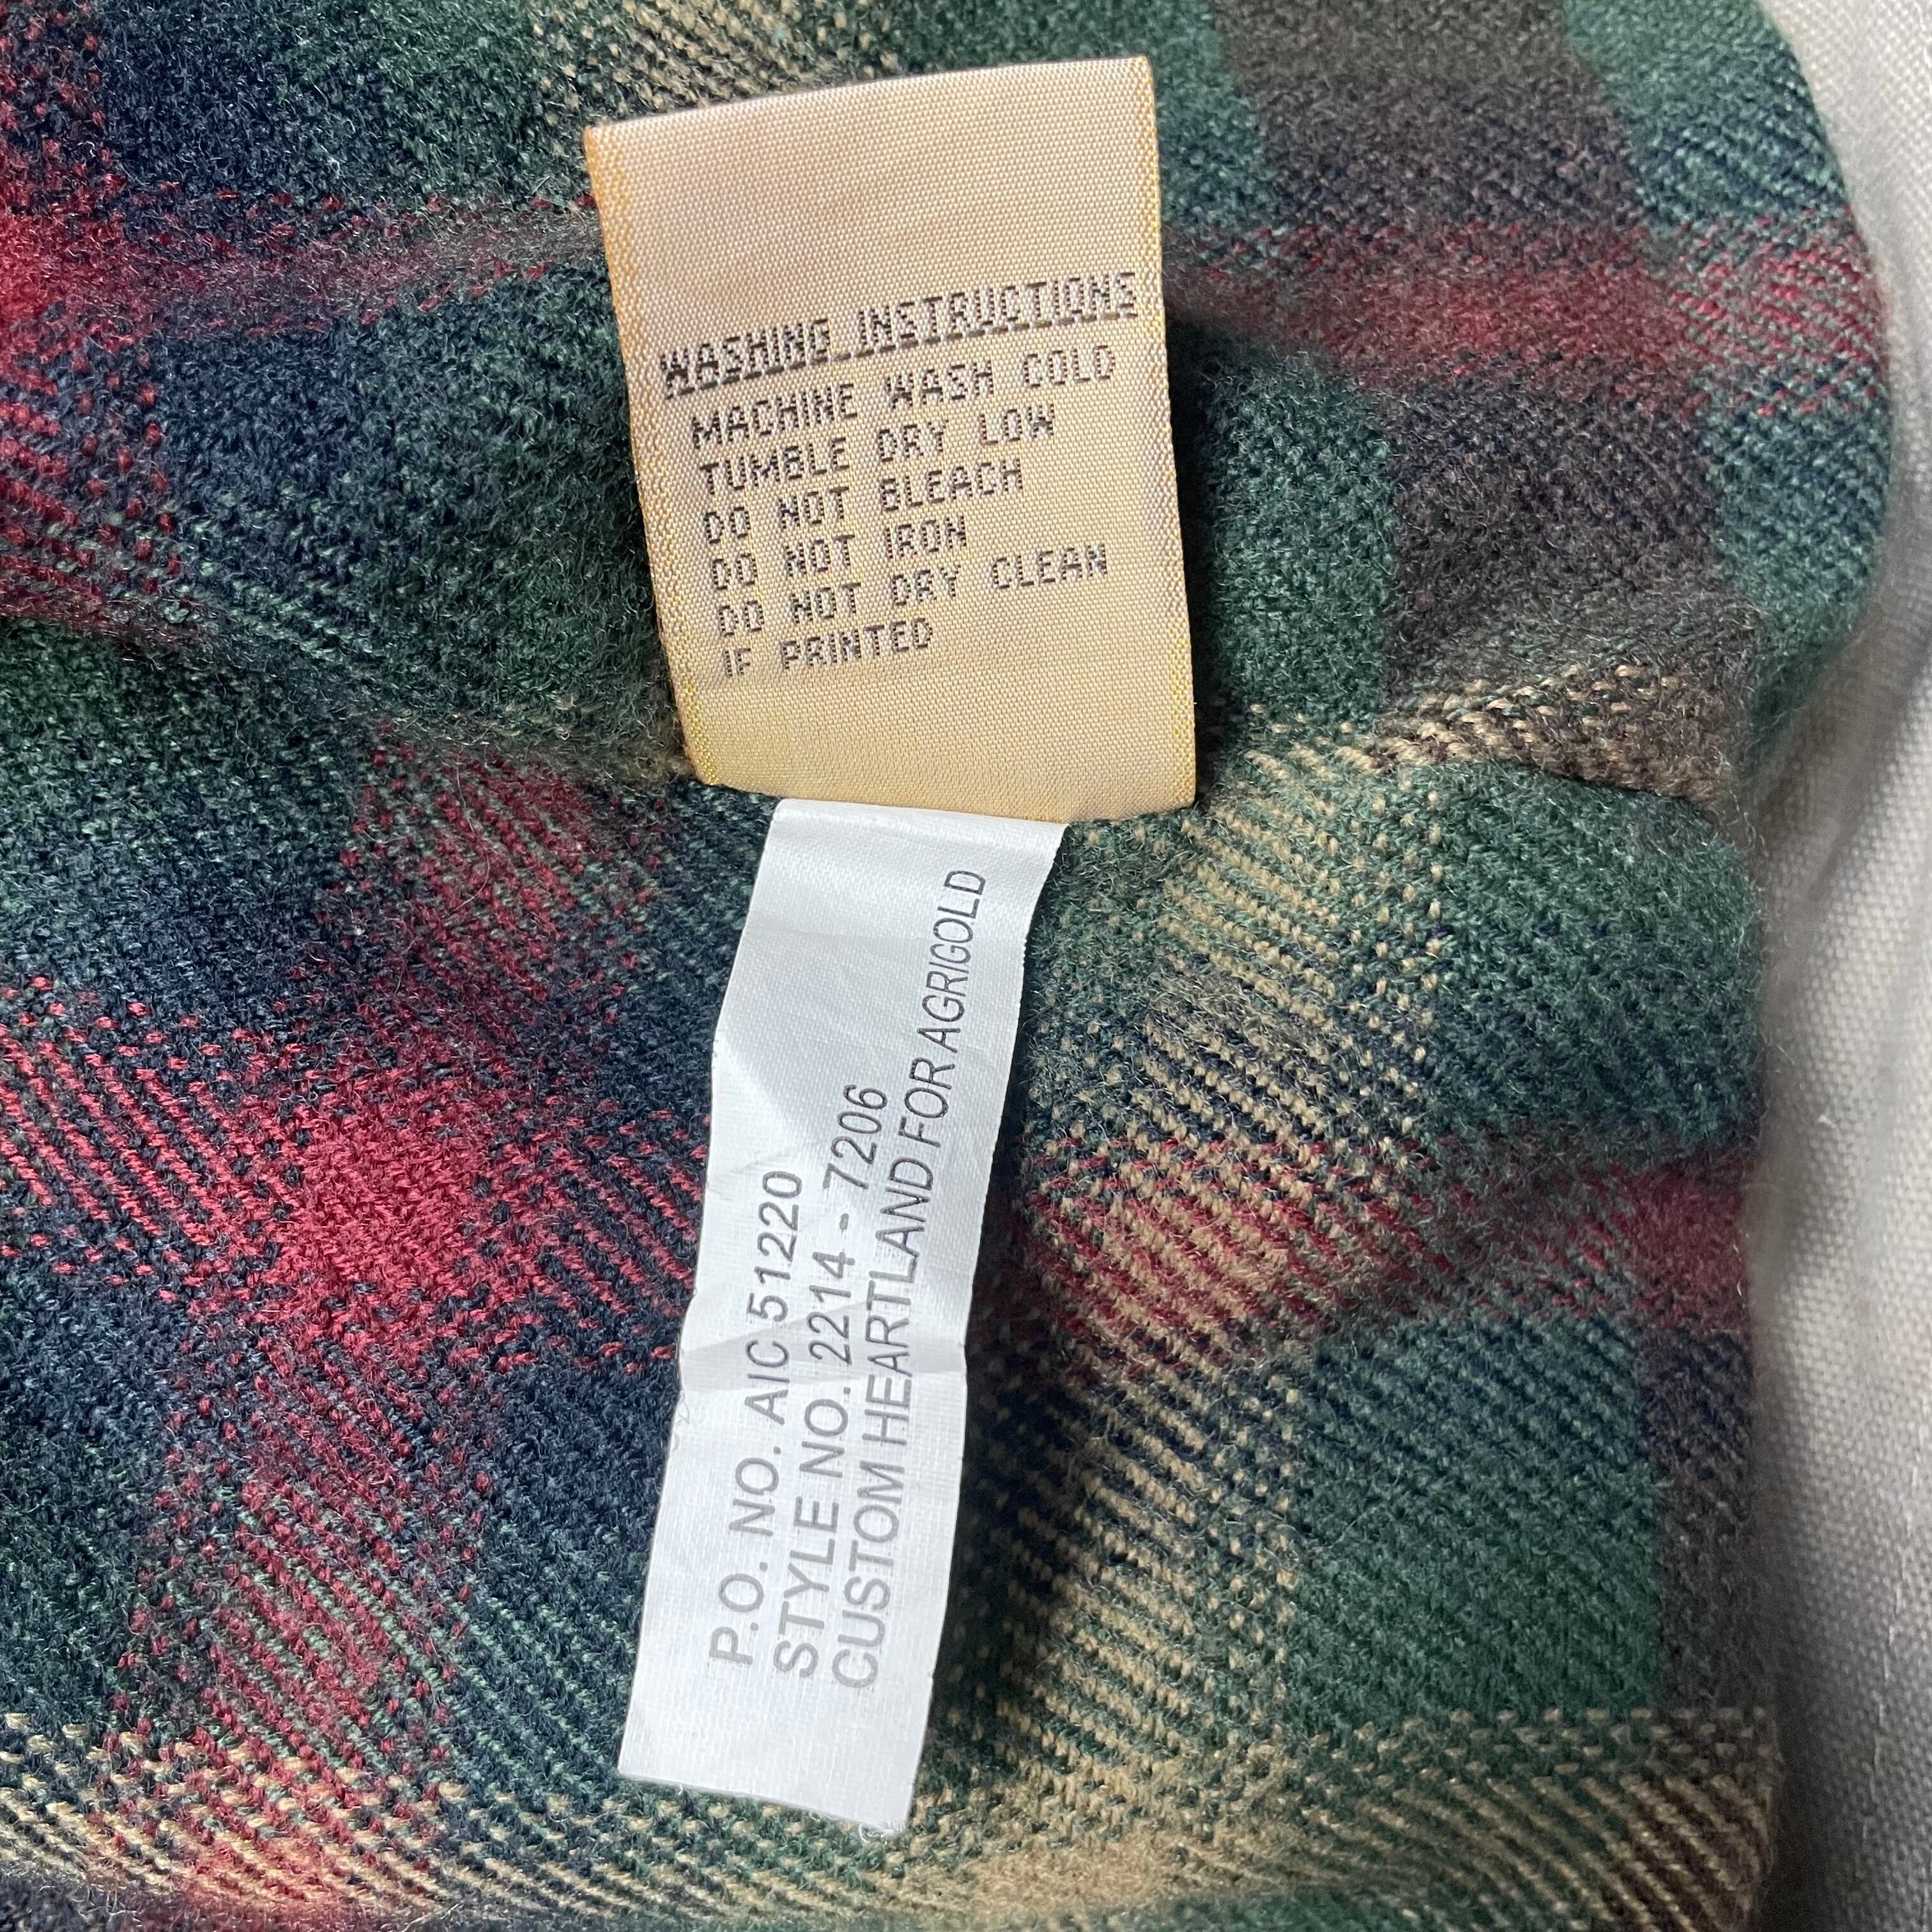 WASHING INSTRUCTIONS
MACHINE WASH COLD
TUMBLE DRY LOW
DO NOT BLEACH
DO NOT IRON
DO NOT DRY CLEAN
IF PRINTED
P.O. NO. AIC 51220
STYLE NO. 2214 - 7206
CUSTOM HEARTLAND FOR AGRIGOLD